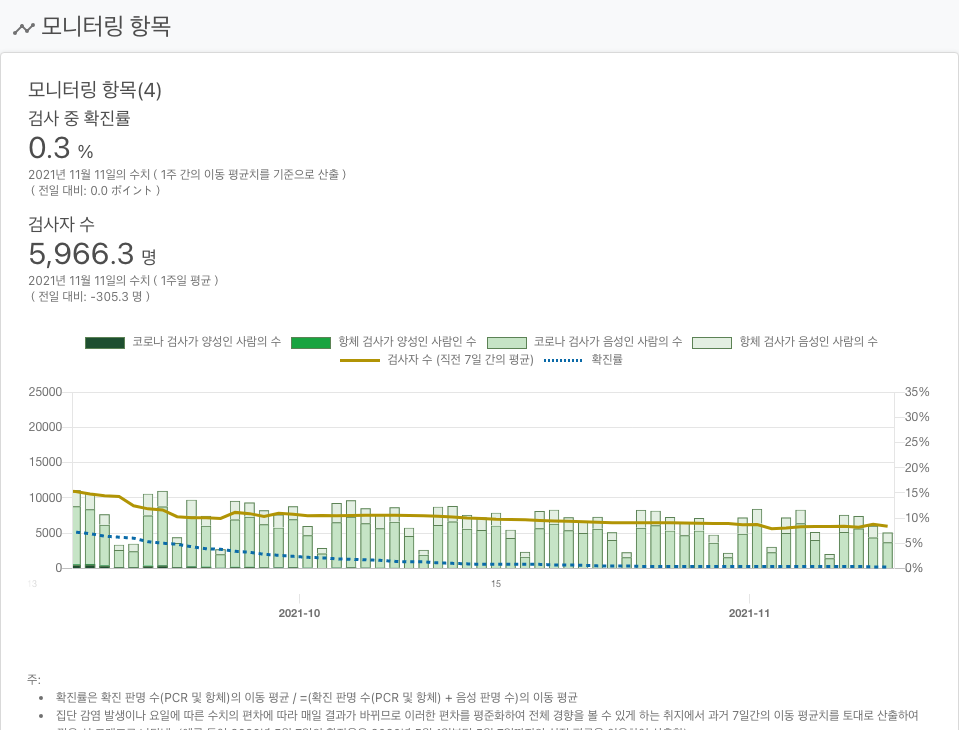 모니터링 항목
모니터링 항목(4)
검사 중 확진률
0.3 %
2021년 11월 11일의 수치 ( 1주 간의 이동 평균치를 기준으로 산출 )
( 전일 대비: 0.0 ポイント )
검사자 수
5,966.3 명
2021년 11월 11일의 수치 ( 1주일 평균 )
( 전일 대비: -305.3 명 )
코로나 검사가 양성인 사람의 수 항체 검사가 양성인 사람인 수 코로나 검사가 음성인 사람의 수 항체 검사가 음성인 사람의 수
검사자 수 (직전 7일 간의 평균) 확진률
25000 35%
30%
20000
25%
15000
20%
15%
10000
10%
5000
5%
0 0%
13 15
2021-10 2021-11
주:
• 확진률은 확진 판명 수(PCR 및 항체)의 이동 평균 / =(확진 판명 수(PCR 및 항체) + 음성 판명 수)의 이동 평균
• 집단 감염 발생이나 요일에 따른 수치의 편차에 따라 매일 결과가 바뀌므로 이러한 편차를 평준화하여 전체 경향을 볼 수 있게 하는 취지에서 과거 7일간의 이동 평균치를 토대로 산출하여